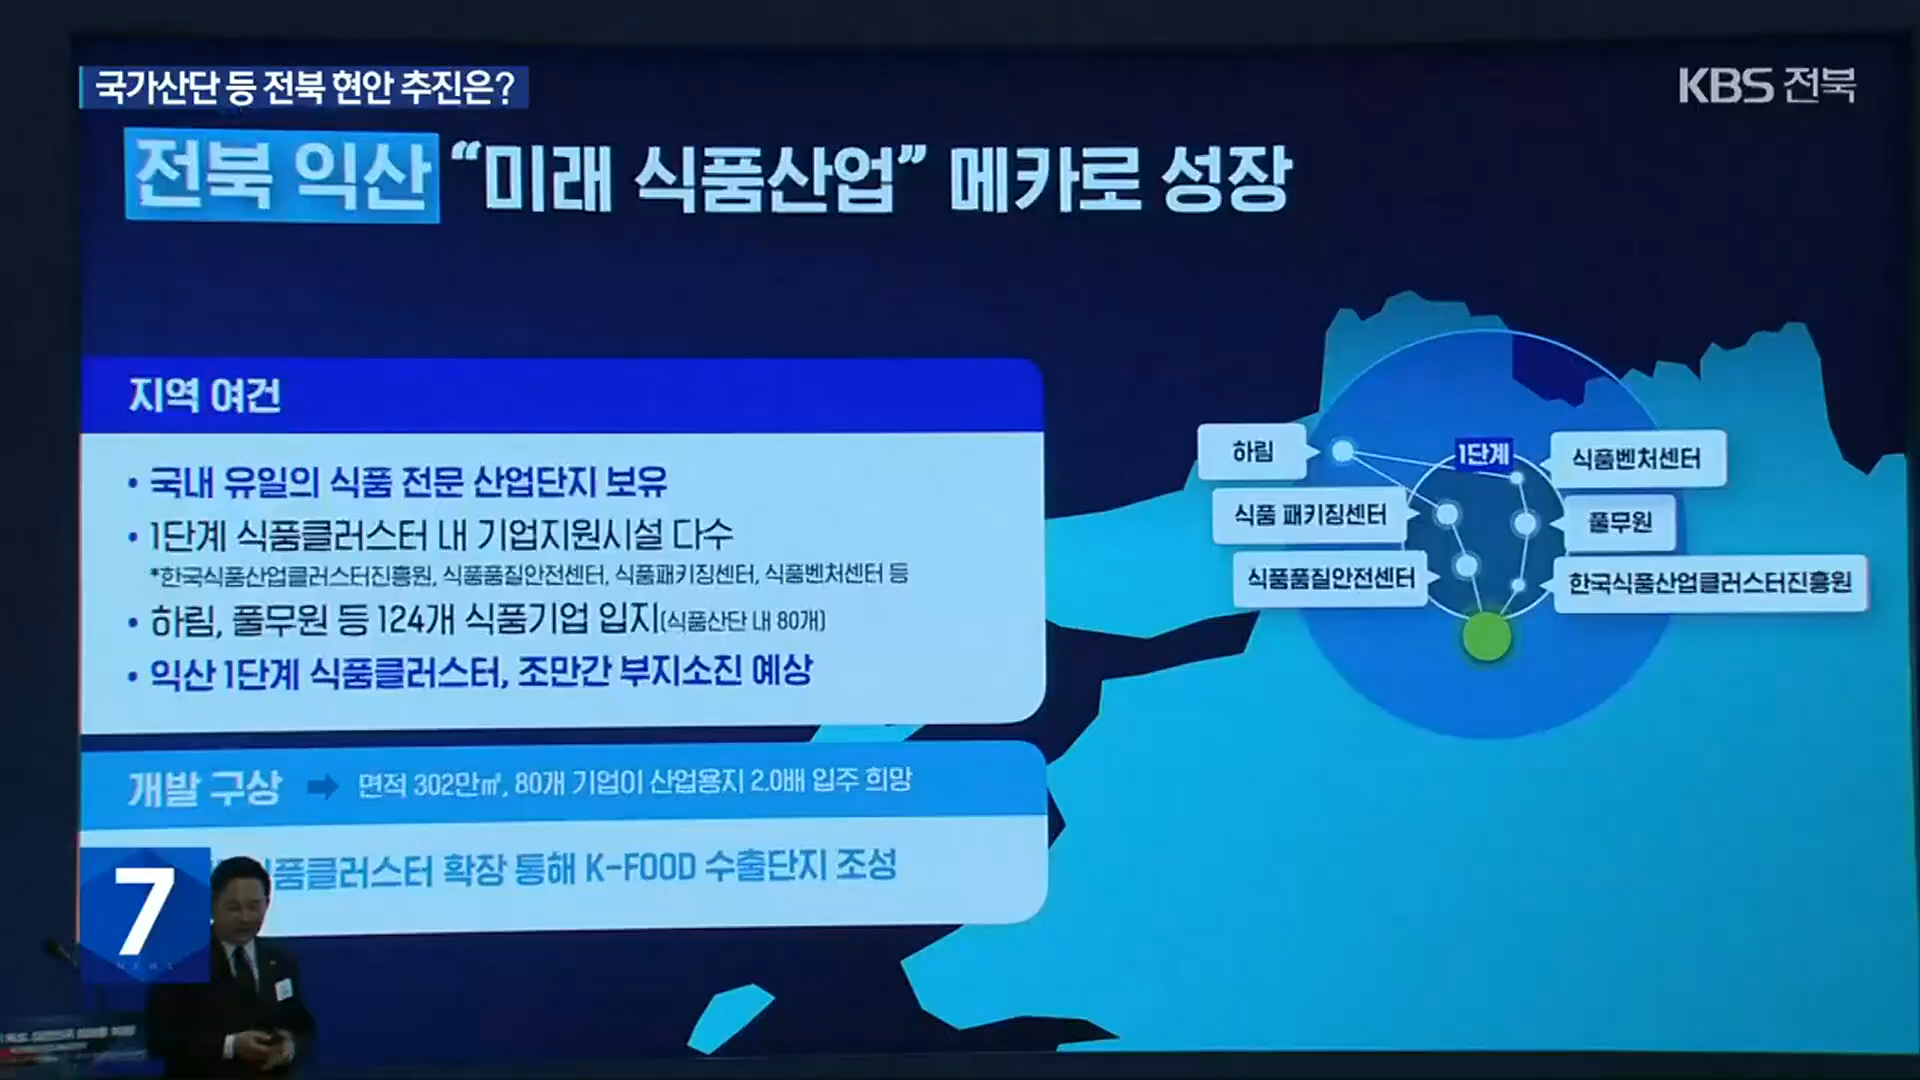 국가산단 등 전북 현안 추진은?
KBS 전북
전북 익산 “미래 식품산업” 메카로 성장
지역 여건
• 국내 유일의 식품 전문 산업단지 보유
• 1단계 식품클러스터 내 기업지원시설 다수
*한국식품산업클러스터진흥원, 식품품질안전센터, 식품패키징센터, 식품벤처센터 등
• 하림, 풀무원 등 124개 식품기업 입지(식품산단 내 80개)
• 익산 1단계 식품클러스터, 조만간 부지소진 예상
개발 구상 ➡ 면적 302만㎡, 80개 기업이 산업용지 2.0배 입주 희망
품클러스터 확장 통해 K-FOOD 수출단지 조성
하림
1단계
식품벤처센터
식품 패키징센터
풀무원
식품품질안전센터
한국식품산업클러스터진흥원
7
NEWS